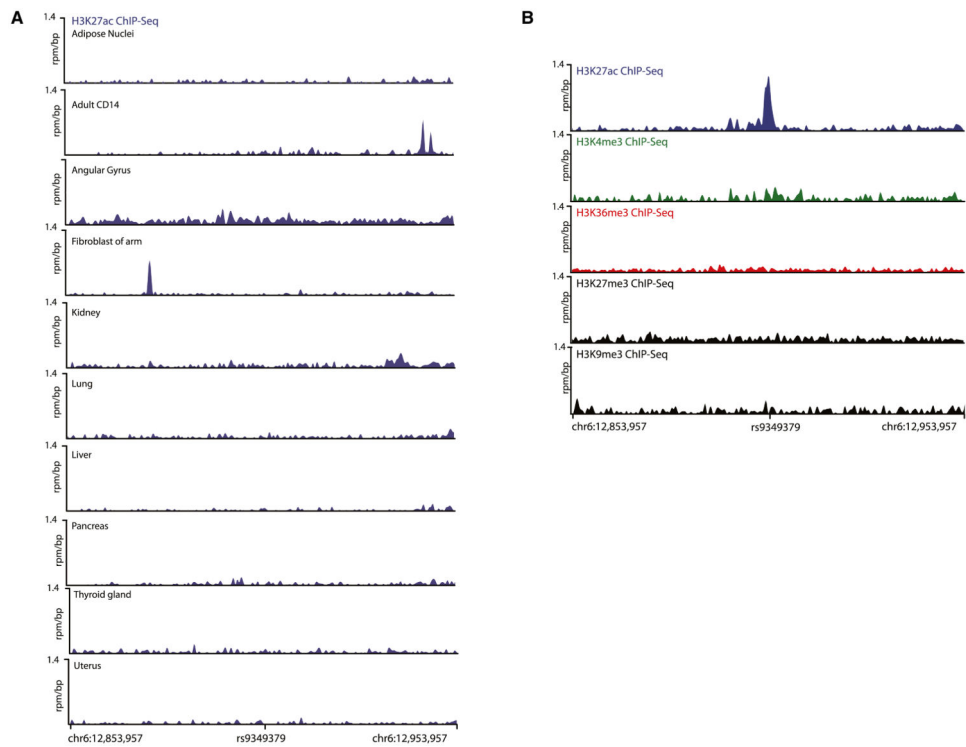 A
1.4
H3K27ac ChIP-Seq
Adipose Nuclei
rpm/bp
1.4
Adult CD14
rpm/bp
1.4
Angular Gyrus
rpm/bp
1.4
Fibroblast of arm
rpm/bp
1.4
Kidney
rpm/bp
1.4
Lung
rpm/bp
1.4
Liver
rpm/bp
1.4
Pancreas
rpm/bp
1.4
Thyroid gland
rpm/bp
1.4
Uterus
rpm/bp
chr6:12,853,957 rs9349379 chr6:12,953,957
B
1.4
H3K27ac ChIP-Seq
rpm/bp
1.4
H3K4me3 ChIP-Seq
rpm/bp
1.4
H3K36me3 ChIP-Seq
rpm/bp
1.4
H3K27me3 ChIP-Seq
rpm/bp
1.4
H3K9me3 ChIP-Seq
rpm/bp
chr6:12,853,957 rs9349379 chr6:12,953,957